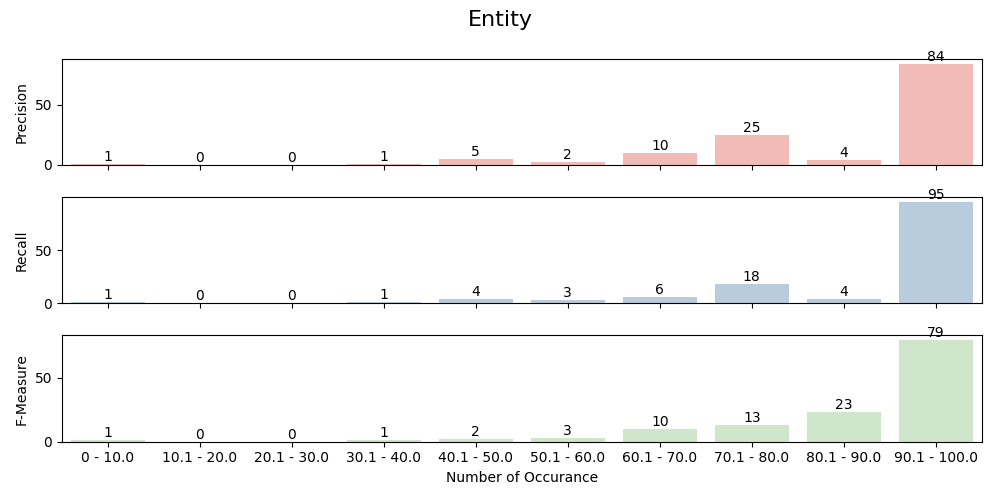 Entity
Precision
50
0
1 0 0 1 5 2 10 25 4 84
Recall
50
0
1 0 0 1 4 3 6 18 4 95
F-Measure
50
0
1 0 0 1 2 3 10 13 23 79
0 - 10.0 10.1 - 20.0 20.1 - 30.0 30.1 - 40.0 40.1 - 50.0 50.1 - 60.0 60.1 - 70.0 70.1 - 80.0 80.1 - 90.0 90.1 - 100.0
Number of Occurance